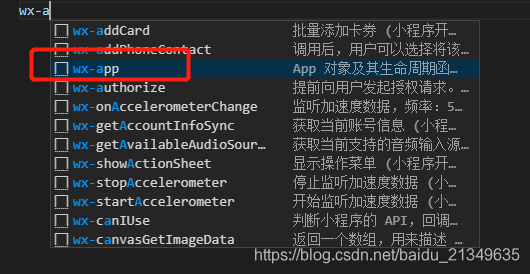 wx-a
wx-addCard 批量添加卡券 (小程序开…
wx-addPhoneContact 调用后，用户可以选择将该…
wx-app App 对象及其生命周期函…
wx-authorize 提前向用户发起授权请求。…
wx-onAccelerometerChange 监听加速度数据，频率：5…
wx-getAccountInfoSync 获取当前账号信息 (小程…
wx-getAvailableAudioSour… 获取当前支持的音频输入源…
wx-showActionSheet 显示操作菜单 (小程序开…
wx-stopAccelerometer 停止监听加速度数据 (小…
wx-startAccelerometer 开始监听加速度数据 (小…
wx-canIUse 判断小程序的 API，回调…
wx-canvasGetImageData 返回一个数组，用来描述 …
https://blog.csdn.net/baidu_21349635